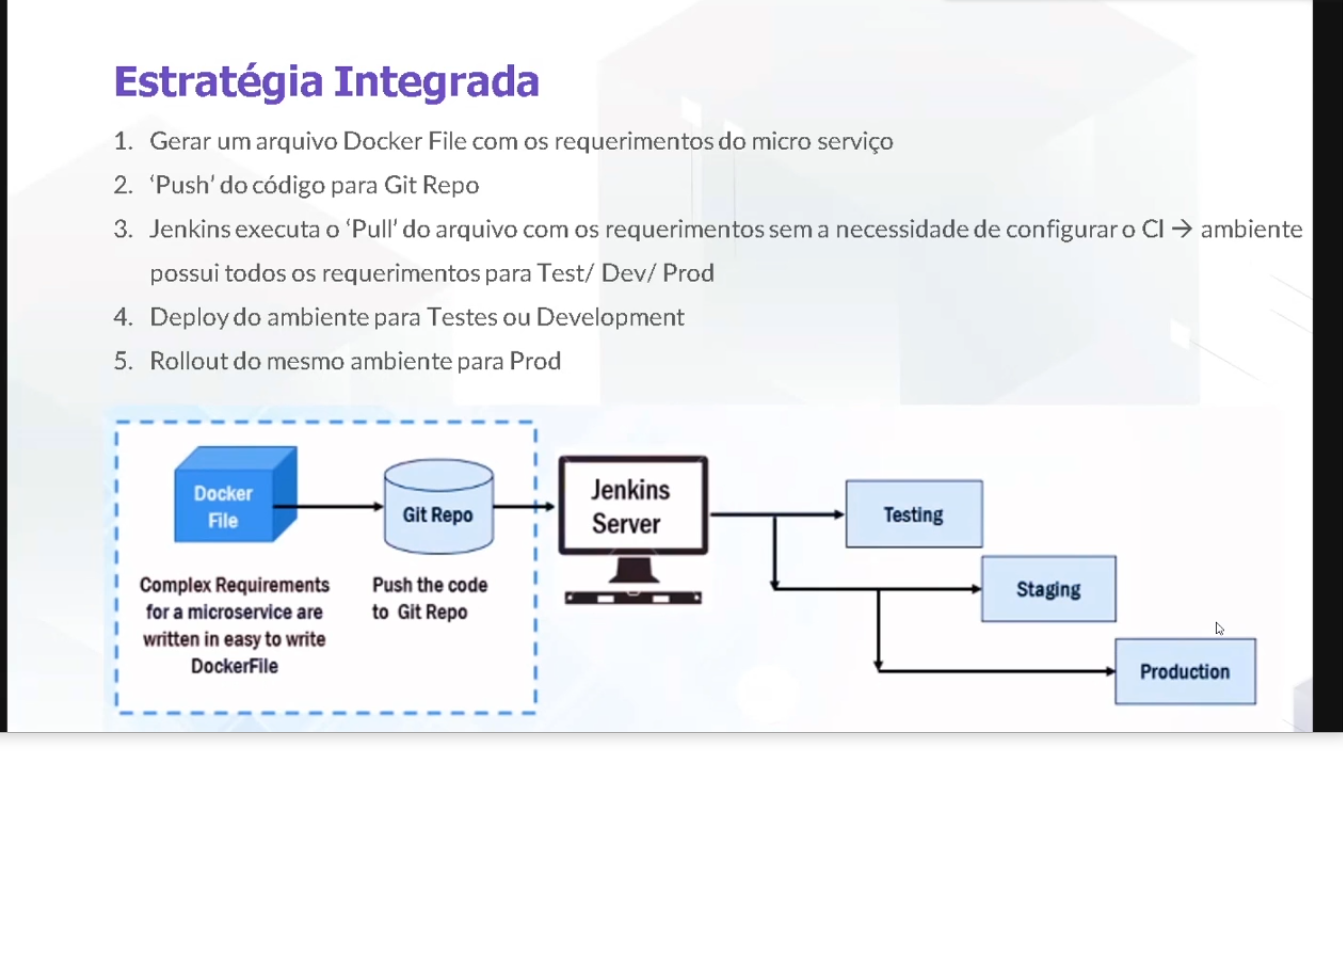 Estratégia Integrada
1. Gerar um arquivo Docker File com os requerimentos do micro serviço
2. ‘Push’ do código para Git Repo
3. Jenkins executa o ‘Pull’ do arquivo com os requerimentos sem a necessidade de configurar o CI → ambiente
possui todos os requerimentos para Test/ Dev/ Prod
4. Deploy do ambiente para Testes ou Development
5. Rollout do mesmo ambiente para Prod
Docker
File
Complex Requirements
for a microservice are
written in easy to write
DockerFile
Git Repo
Push the code
to Git Repo
Jenkins
Server
Testing
Staging
Production